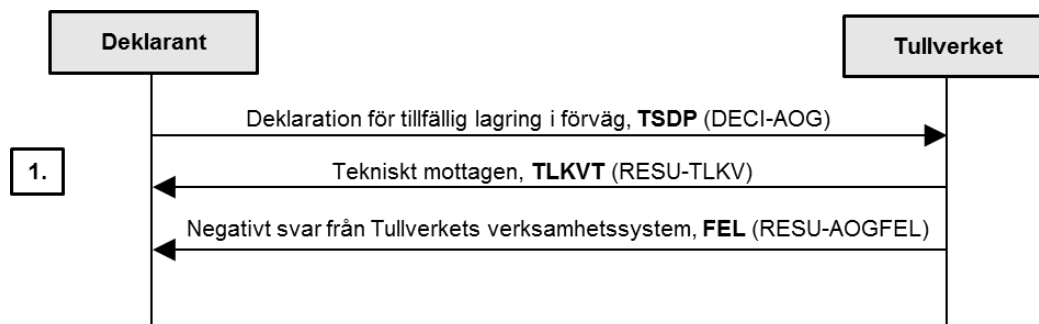 Deklarant
Tullverket
Deklaration för tillfällig lagring i förväg, TSDP (DECI-AOG)
1.
Tekniskt mottagen, TLKVT (RESU-TLKV)
Negativt svar från Tullverkets verksamhetssystem, FEL (RESU-AOGFEL)